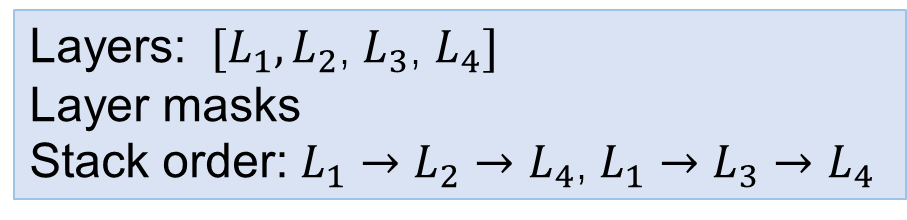 Layers: [L₁, L₂, L₃, L₄]
Layer masks
Stack order: L₁ → L₂ → L₄, L₁ → L₃ → L₄